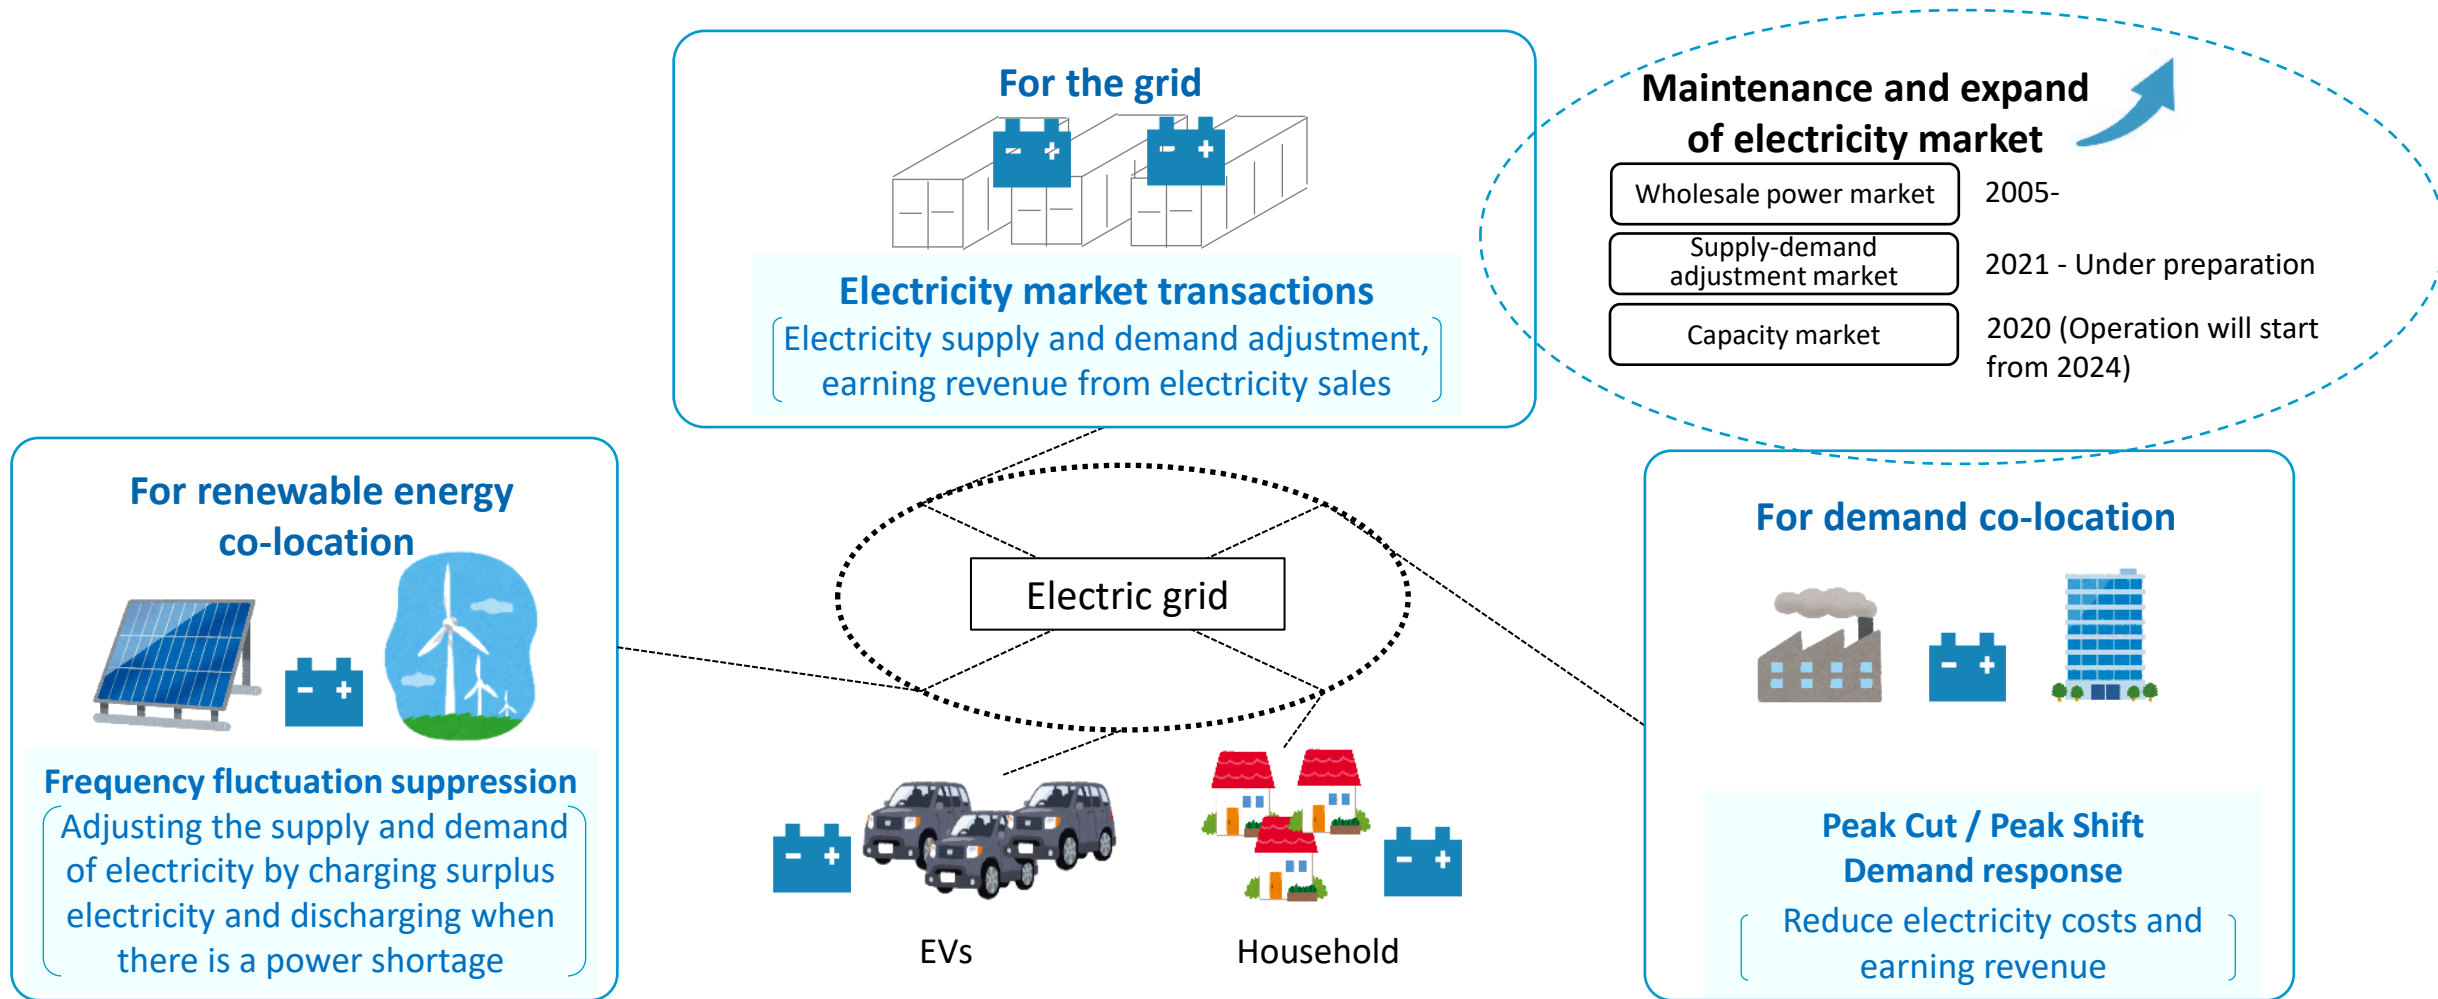 For the grid
Electricity market transactions
Electricity supply and demand adjustment,
earning revenue from electricity sales
Maintenance and expand
of electricity market
Wholesale power market
2005-
Supply-demand
adjustment market
2021 - Under preparation
Capacity market
2020 (Operation will start
from 2024)
For renewable energy
co-location
Frequency fluctuation suppression
Adjusting the supply and demand
of electricity by charging surplus
electricity and discharging when
there is a power shortage
Electric grid
EVs
Household
For demand co-location
Peak Cut / Peak Shift
Demand response
Reduce electricity costs and
earning revenue